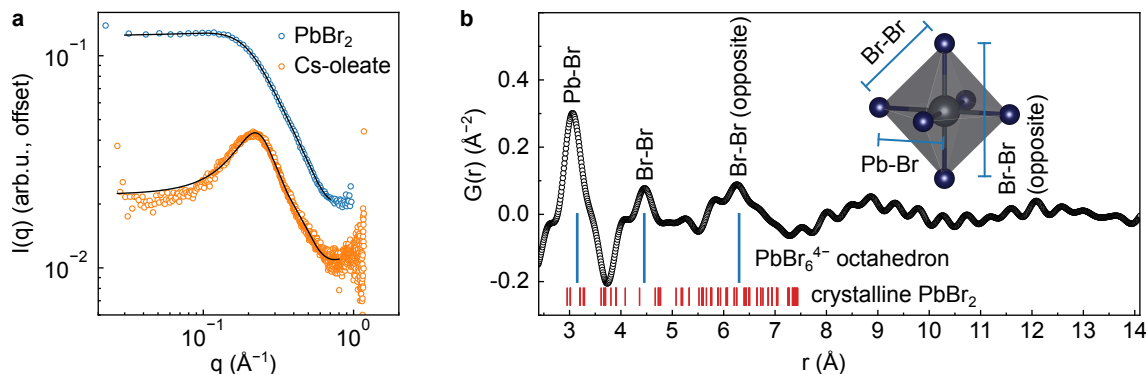 a
PbBr₂
Cs-oleate
I(q) (arb.u., offset)
10⁻¹
10⁻²
10⁻¹
10⁰
q (Å⁻¹)
b
Pb-Br
Br-Br
Br-Br (opposite)
Br-Br
Pb-Br
Br-Br
(opposite)
G(r) (Å⁻²)
0.4
0.2
0.0
-0.2
PbBr₆⁴⁻ octahedron
crystalline PbBr₂
3 4 5 6 7 8 9 10 11 12 13 14
r (Å)